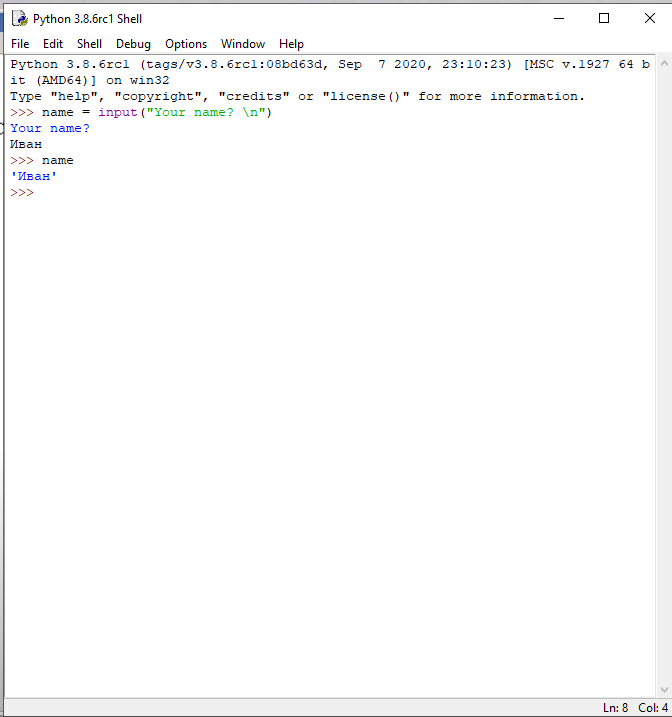 Python 3.8.6rc1 Shell
File Edit Shell Debug Options Window Help
Python 3.8.6rc1 (tags/v3.8.6rc1:08bd63d, Sep  7 2020, 23:10:23) [MSC v.1927 64 b
it (AMD64)] on win32
Type "help", "copyright", "credits" or "license()" for more information.
>>> name = input("Your name? \n")
Your name?
Иван
>>> name
'Иван'
>>>
Ln: 8 Col: 4